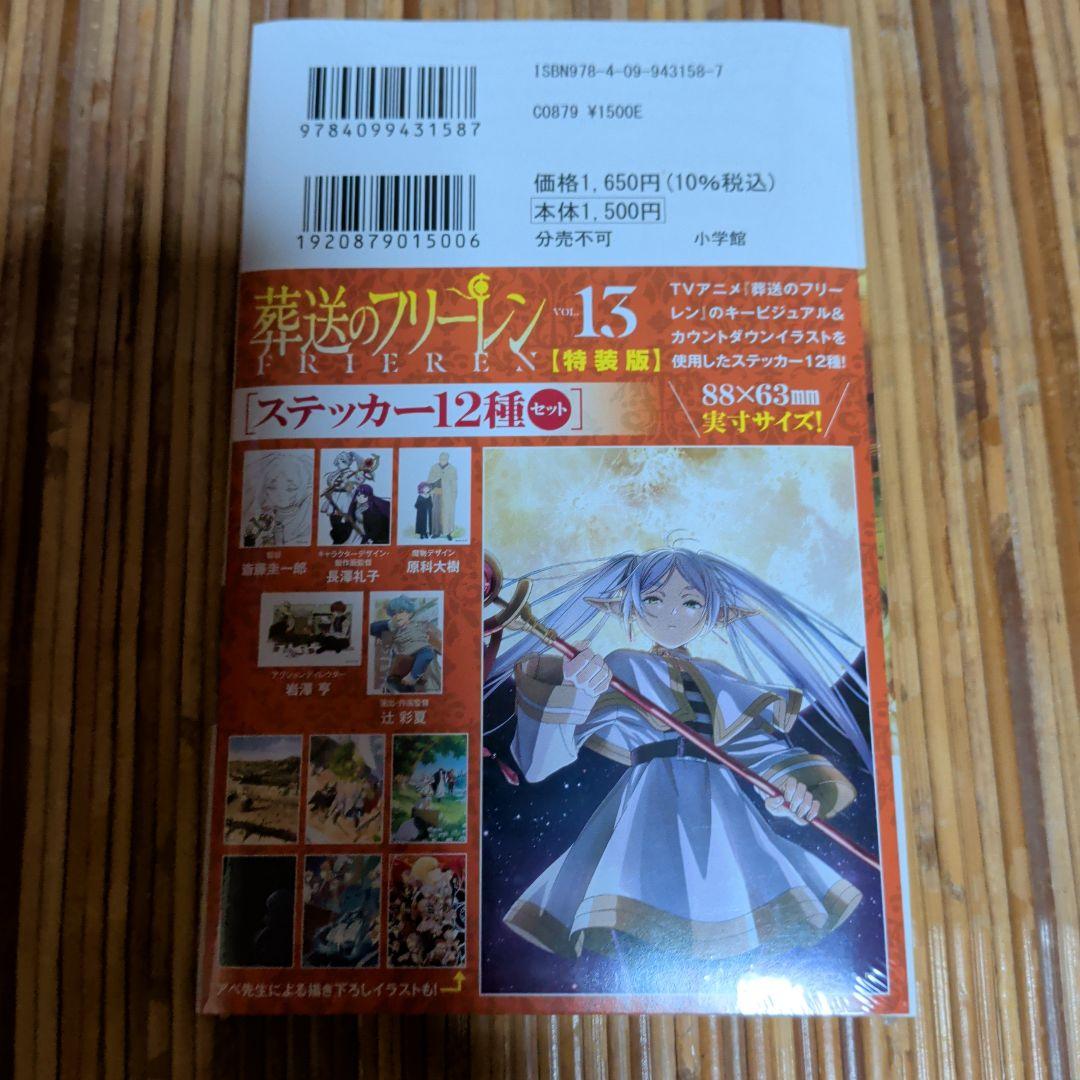 ISBN978-4-09-943158-7
C0879 ¥1500E
9784099431587
価格1,650円(10%税込)
本体1,500円
1920879015006
分売不可 小学館
葬送のフリーレン VOL.13
FRIEREN
【特装版】
TVアニメ『葬送のフリー
レン』のキービジュアル&
カウントダウンイラストを
使用したステッカー12種!
[ステッカー12種セット]
88×63mm
実寸サイズ!
監督
斎藤圭一郎
キャラクターデザイン・
総作画監督
長澤礼子
魔物デザイン
原科大樹
アクションディレクター
岩澤 亨
演出・作画監督
辻 彩夏
アベ先生による描き下ろしイラストも!